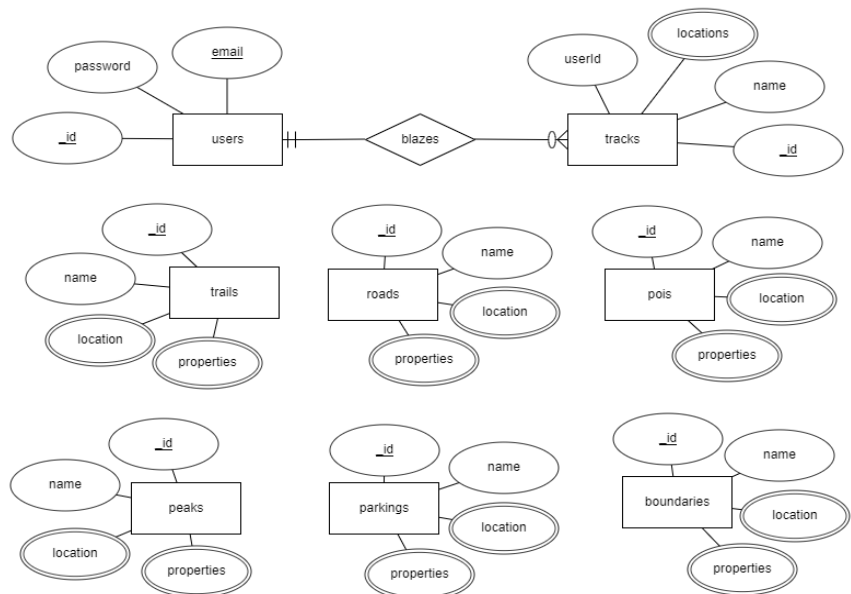 locations
email
userId
password
name
_id
users
blazes
tracks
_id
_id
_id
_id
name
name
name
trails
roads
pois
location
location
location
properties
properties
properties
_id
_id
_id
name
name
name
peaks
parkings
boundaries
location
location
location
properties
properties
properties